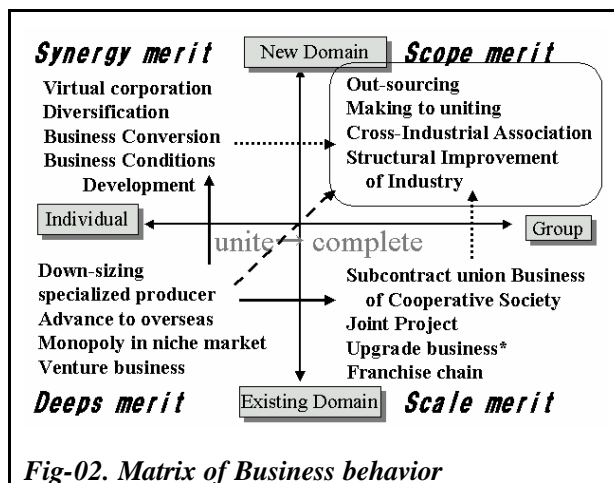 Synergy merit
New Domain
Scope merit
Virtual corporation
Diversification
Business Conversion
Business Conditions
Development
Out-sourcing
Making to uniting
Cross-Industrial Association
Structural Improvement
of Industry
Individual
Group
unite → complete
Down-sizing
specialized producer
Advance to overseas
Monopoly in niche market
Venture business
Subcontract union Business
of Cooperative Society
Joint Project
Upgrade business*
Franchise chain
Deeps merit
Existing Domain
Scale merit
Fig-02. Matrix of Business behavior